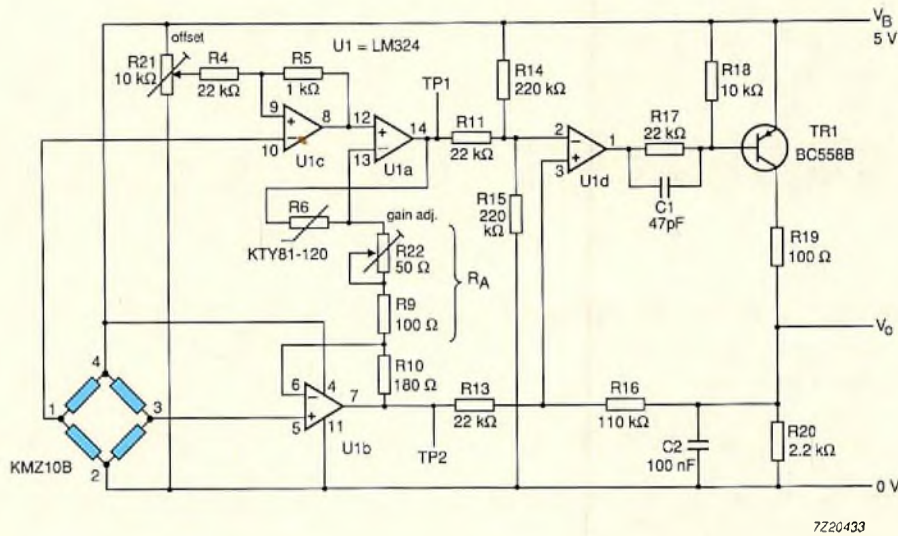 offset
U1 = LM324
V_B
5 V
R21
10 kΩ
R4
22 kΩ
R5
1 kΩ
TP1
R14
220 kΩ
R18
10 kΩ
9
+
8
12
+
14
R11
22 kΩ
2
−
1
R17
22 kΩ
TR1
BC558B
−
10
−
13
U1c
U1a
+
3
U1d
C1
47pF
R6
KTY81-120
gain adj.
R22
50 Ω
R_A
R15
220
kΩ
R19
100 Ω
R9
100 Ω
V_o
4
R10
180 Ω
6
−
4
7
R13
22 kΩ
R16
110 kΩ
1
3
5
+
11
U1b
TP2
C2
100 nF
R20
2.2 kΩ
KMZ10B
2
0 V
7Z20433